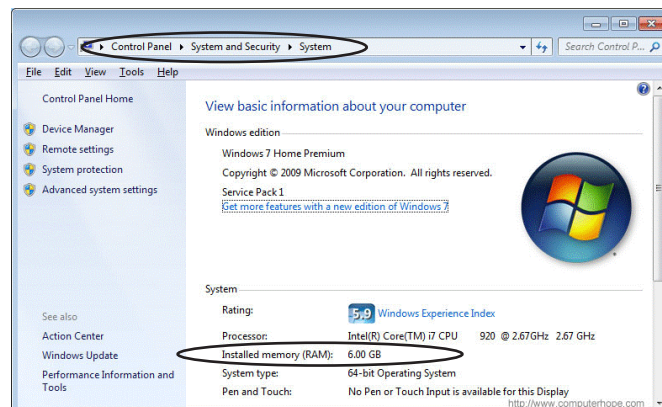 Control Panel ▸ System and Security ▸ System
Search Control P...
File Edit View Tools Help
Control Panel Home
Device Manager
Remote settings
System protection
Advanced system settings
See also
Action Center
Windows Update
Performance Information and
Tools
View basic information about your computer
Windows edition
Windows 7 Home Premium
Copyright © 2009 Microsoft Corporation. All rights reserved.
Service Pack 1
Get more features with a new edition of Windows 7
System
Rating: 5.9 Windows Experience Index
Processor: Intel(R) Core(TM) i7 CPU 920 @ 2.67GHz 2.67 GHz
Installed memory (RAM): 6.00 GB
System type: 64-bit Operating System
Pen and Touch: No Pen or Touch Input is available for this Display
http://www.computerhope.com